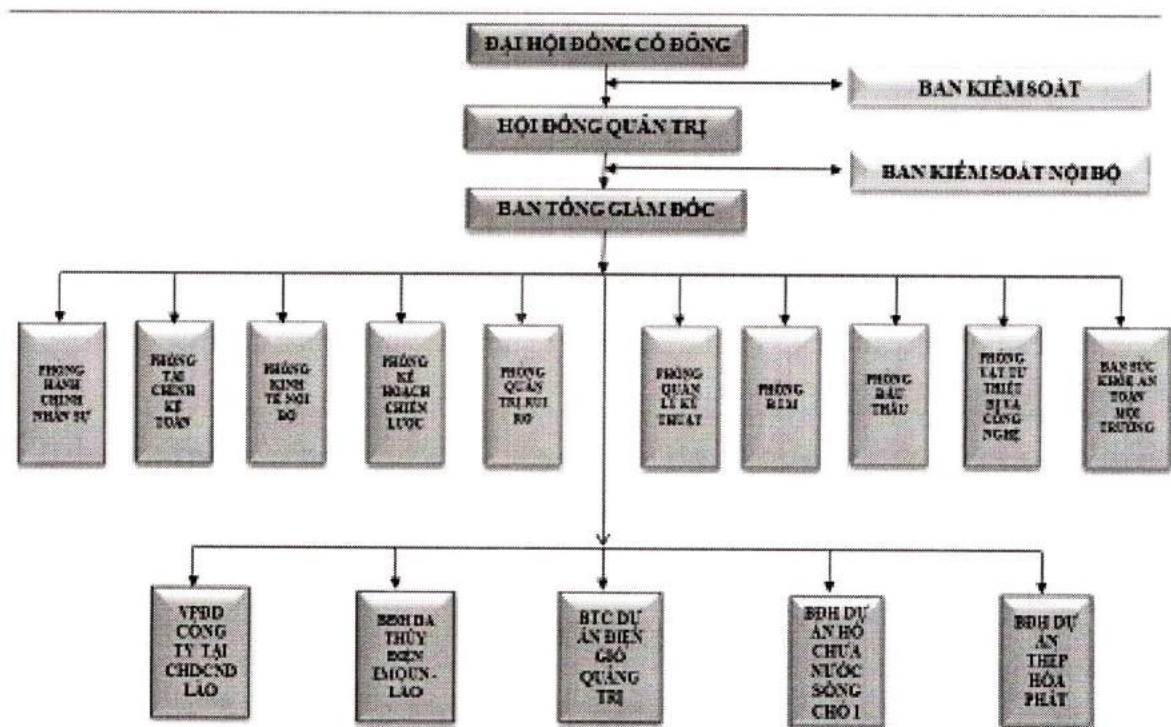 ĐẠI HỘI ĐỒNG CỔ ĐÔNG
BAN KIỂM SOÁT
HỘI ĐỒNG QUẢN TRỊ
BAN KIỂM SOÁT NỘI BỘ
BAN TỔNG GIÁM ĐỐC
PHÒNG
HÀNH
CHÍNH
NHÂN SỰ
PHÒNG
TÀI
CHÍNH
KẾ
TOÁN
PHÒNG
KINH
TẾ NỘI
BỘ
PHÒNG
KẾ
HOẠCH
CHIẾN
LƯỢC
PHÒNG
QUẢN
TRỊ RỦI
RO
PHÒNG
QUẢN
LÝ KỸ
THUẬT
PHÒNG
BIM
PHÒNG
ĐẤU
THẦU
PHÒNG
VẬT TƯ
THIẾT
BỊ VÀ
CÔNG
NGHỆ
BAN SỨC
KHỎE AN
TOÀN
MÔI
TRƯỜNG
VPĐD
CÔNG
TY TẠI
CHDCND
LÀO
BĐH DA
THỦY
ĐIỆN
LÀO
BTC DỰ
ÁN ĐIỆN
GIÓ
QUẢNG
TRỊ
BĐH DỰ
ÁN HỒ
CHỨA
NƯỚC
SÔNG
CHÒ 1
BĐH DỰ
ÁN
THÉP
HÒA
PHÁT